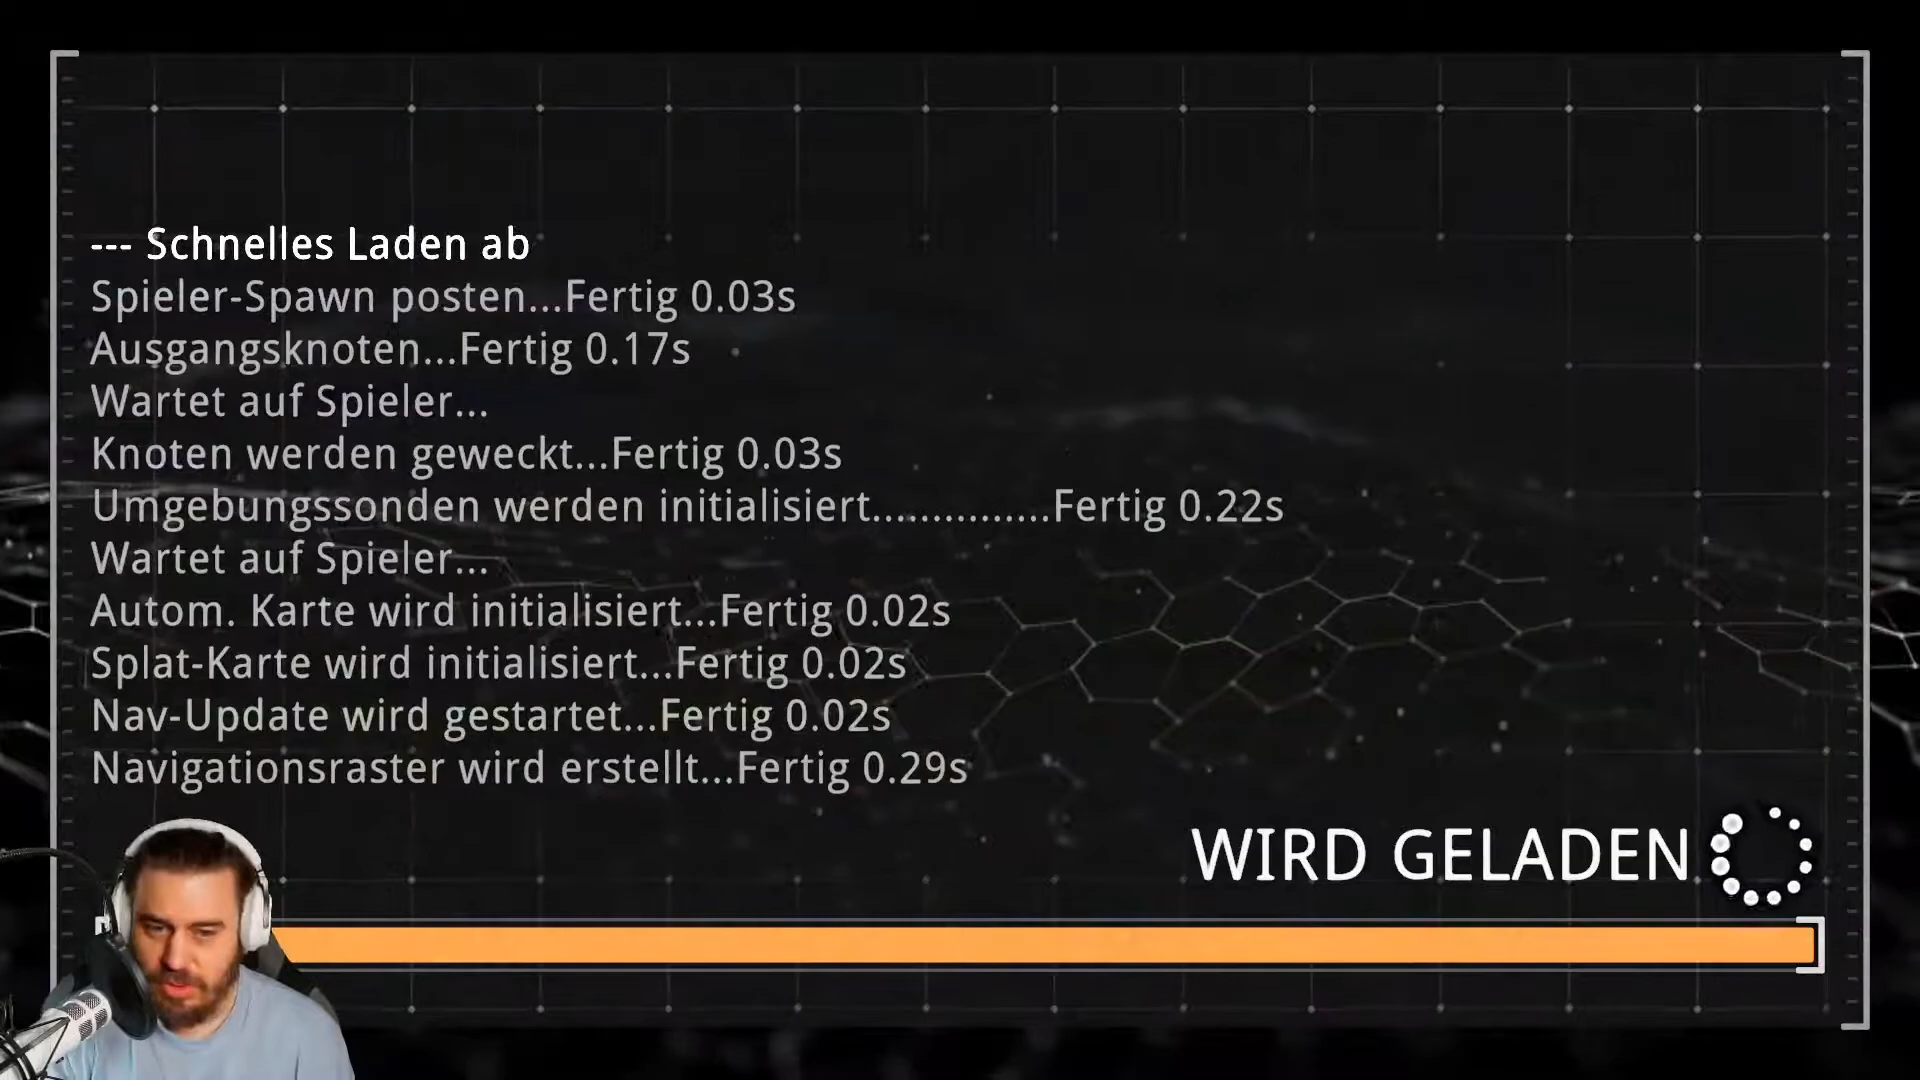 --- Schnelles Laden ab
Spieler-Spawn posten...Fertig 0.03s
Ausgangsknoten...Fertig 0.17s
Wartet auf Spieler...
Knoten werden geweckt...Fertig 0.03s
Umgebungssonden werden initialisiert...............Fertig 0.22s
Wartet auf Spieler...
Autom. Karte wird initialisiert...Fertig 0.02s
Splat-Karte wird initialisiert...Fertig 0.02s
Nav-Update wird gestartet...Fertig 0.02s
Navigationsraster wird erstellt...Fertig 0.29s
WIRD GELADEN